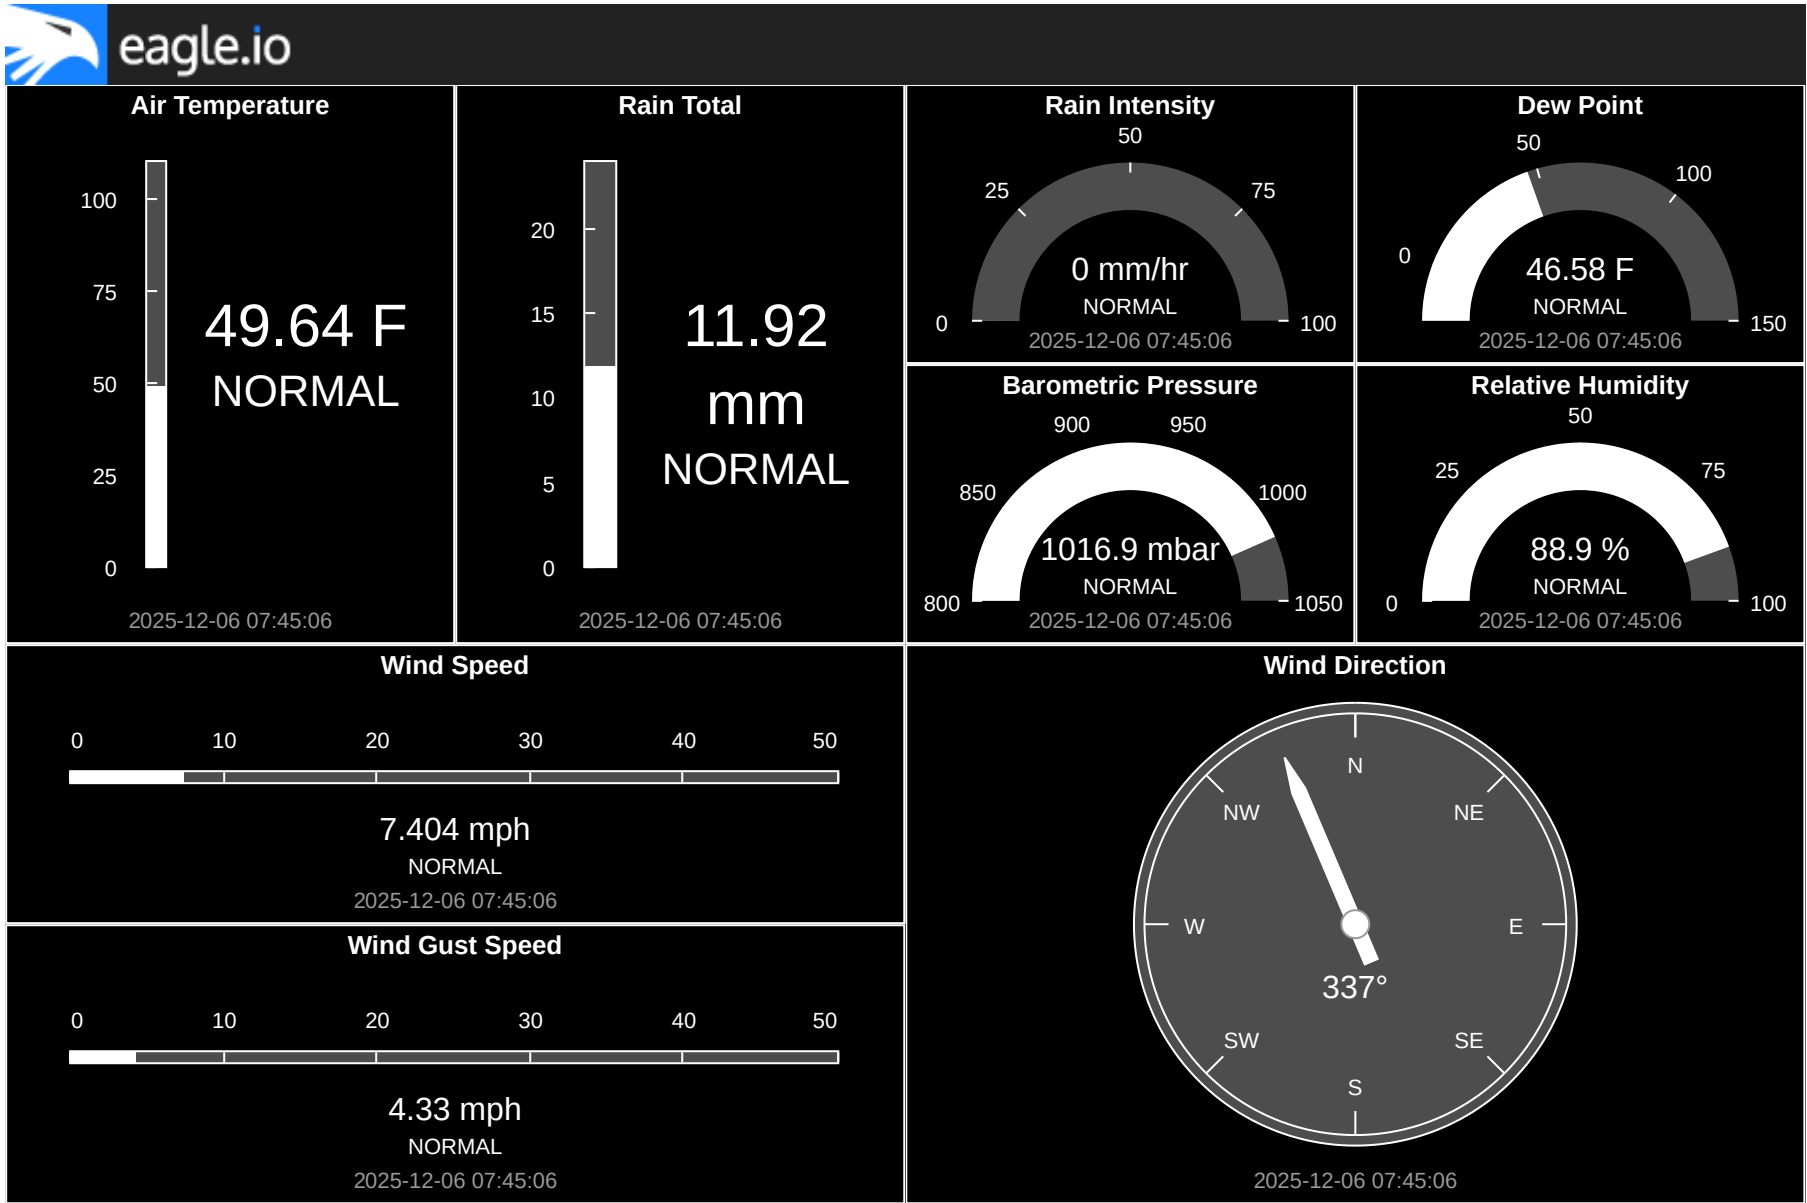 eagle.io
Air Temperature
100
75
50
25
0
49.64 F
NORMAL
2025-12-06 07:45:06
Rain Total
20
15
10
5
0
11.92
mm
NORMAL
2025-12-06 07:45:06
Rain Intensity
50
25
75
0
100
0 mm/hr
NORMAL
2025-12-06 07:45:06
Dew Point
50
100
0
150
46.58 F
NORMAL
2025-12-06 07:45:06
Barometric Pressure
900
950
850
1000
800
1050
1016.9 mbar
NORMAL
2025-12-06 07:45:06
Relative Humidity
50
25
75
0
100
88.9 %
NORMAL
2025-12-06 07:45:06
Wind Speed
0 10 20 30 40 50
7.404 mph
NORMAL
2025-12-06 07:45:06
Wind Gust Speed
0 10 20 30 40 50
4.33 mph
NORMAL
2025-12-06 07:45:06
Wind Direction
N
NW NE
W E
337°
SW SE
S
2025-12-06 07:45:06